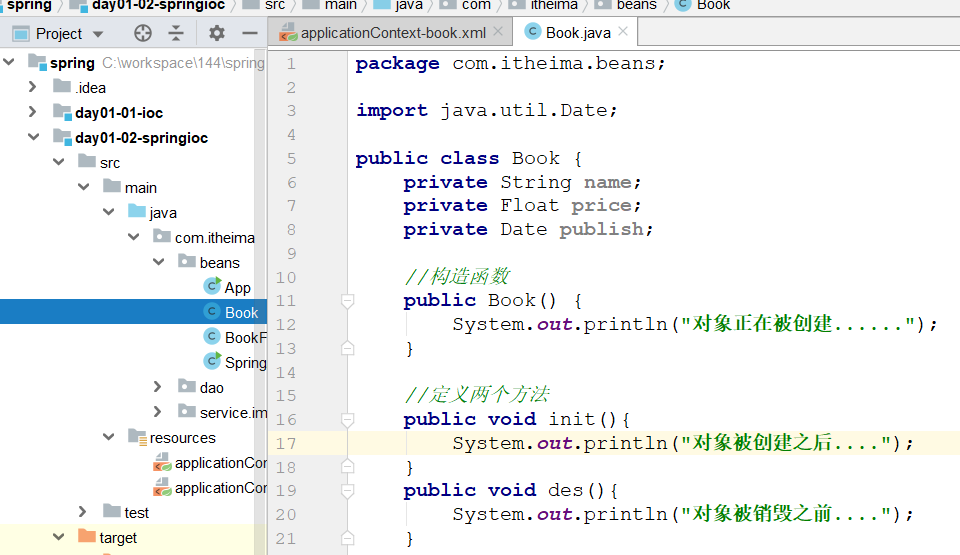 spring day01-02-springioc src main java com itheima beans Book
Project
applicationContext-book.xml
Book.java
spring C:\workspace\144\spring
.idea
day01-01-ioc
day01-02-springioc
src
main
java
com.itheima
beans
App
Book
BookF
Spring
dao
service.im
resources
applicationCor
applicationCor
test
target
1 package com.itheima.beans;
2
3 import java.util.Date;
4
5 public class Book {
6 private String name;
7 private Float price;
8 private Date publish;
9
10 //构造函数
11 public Book() {
12 System.out.println("对象正在被创建......");
13 }
14
15 //定义两个方法
16 public void init(){
17 System.out.println("对象被创建之后....");
18 }
19 public void des(){
20 System.out.println("对象被销毁之前....");
21 }